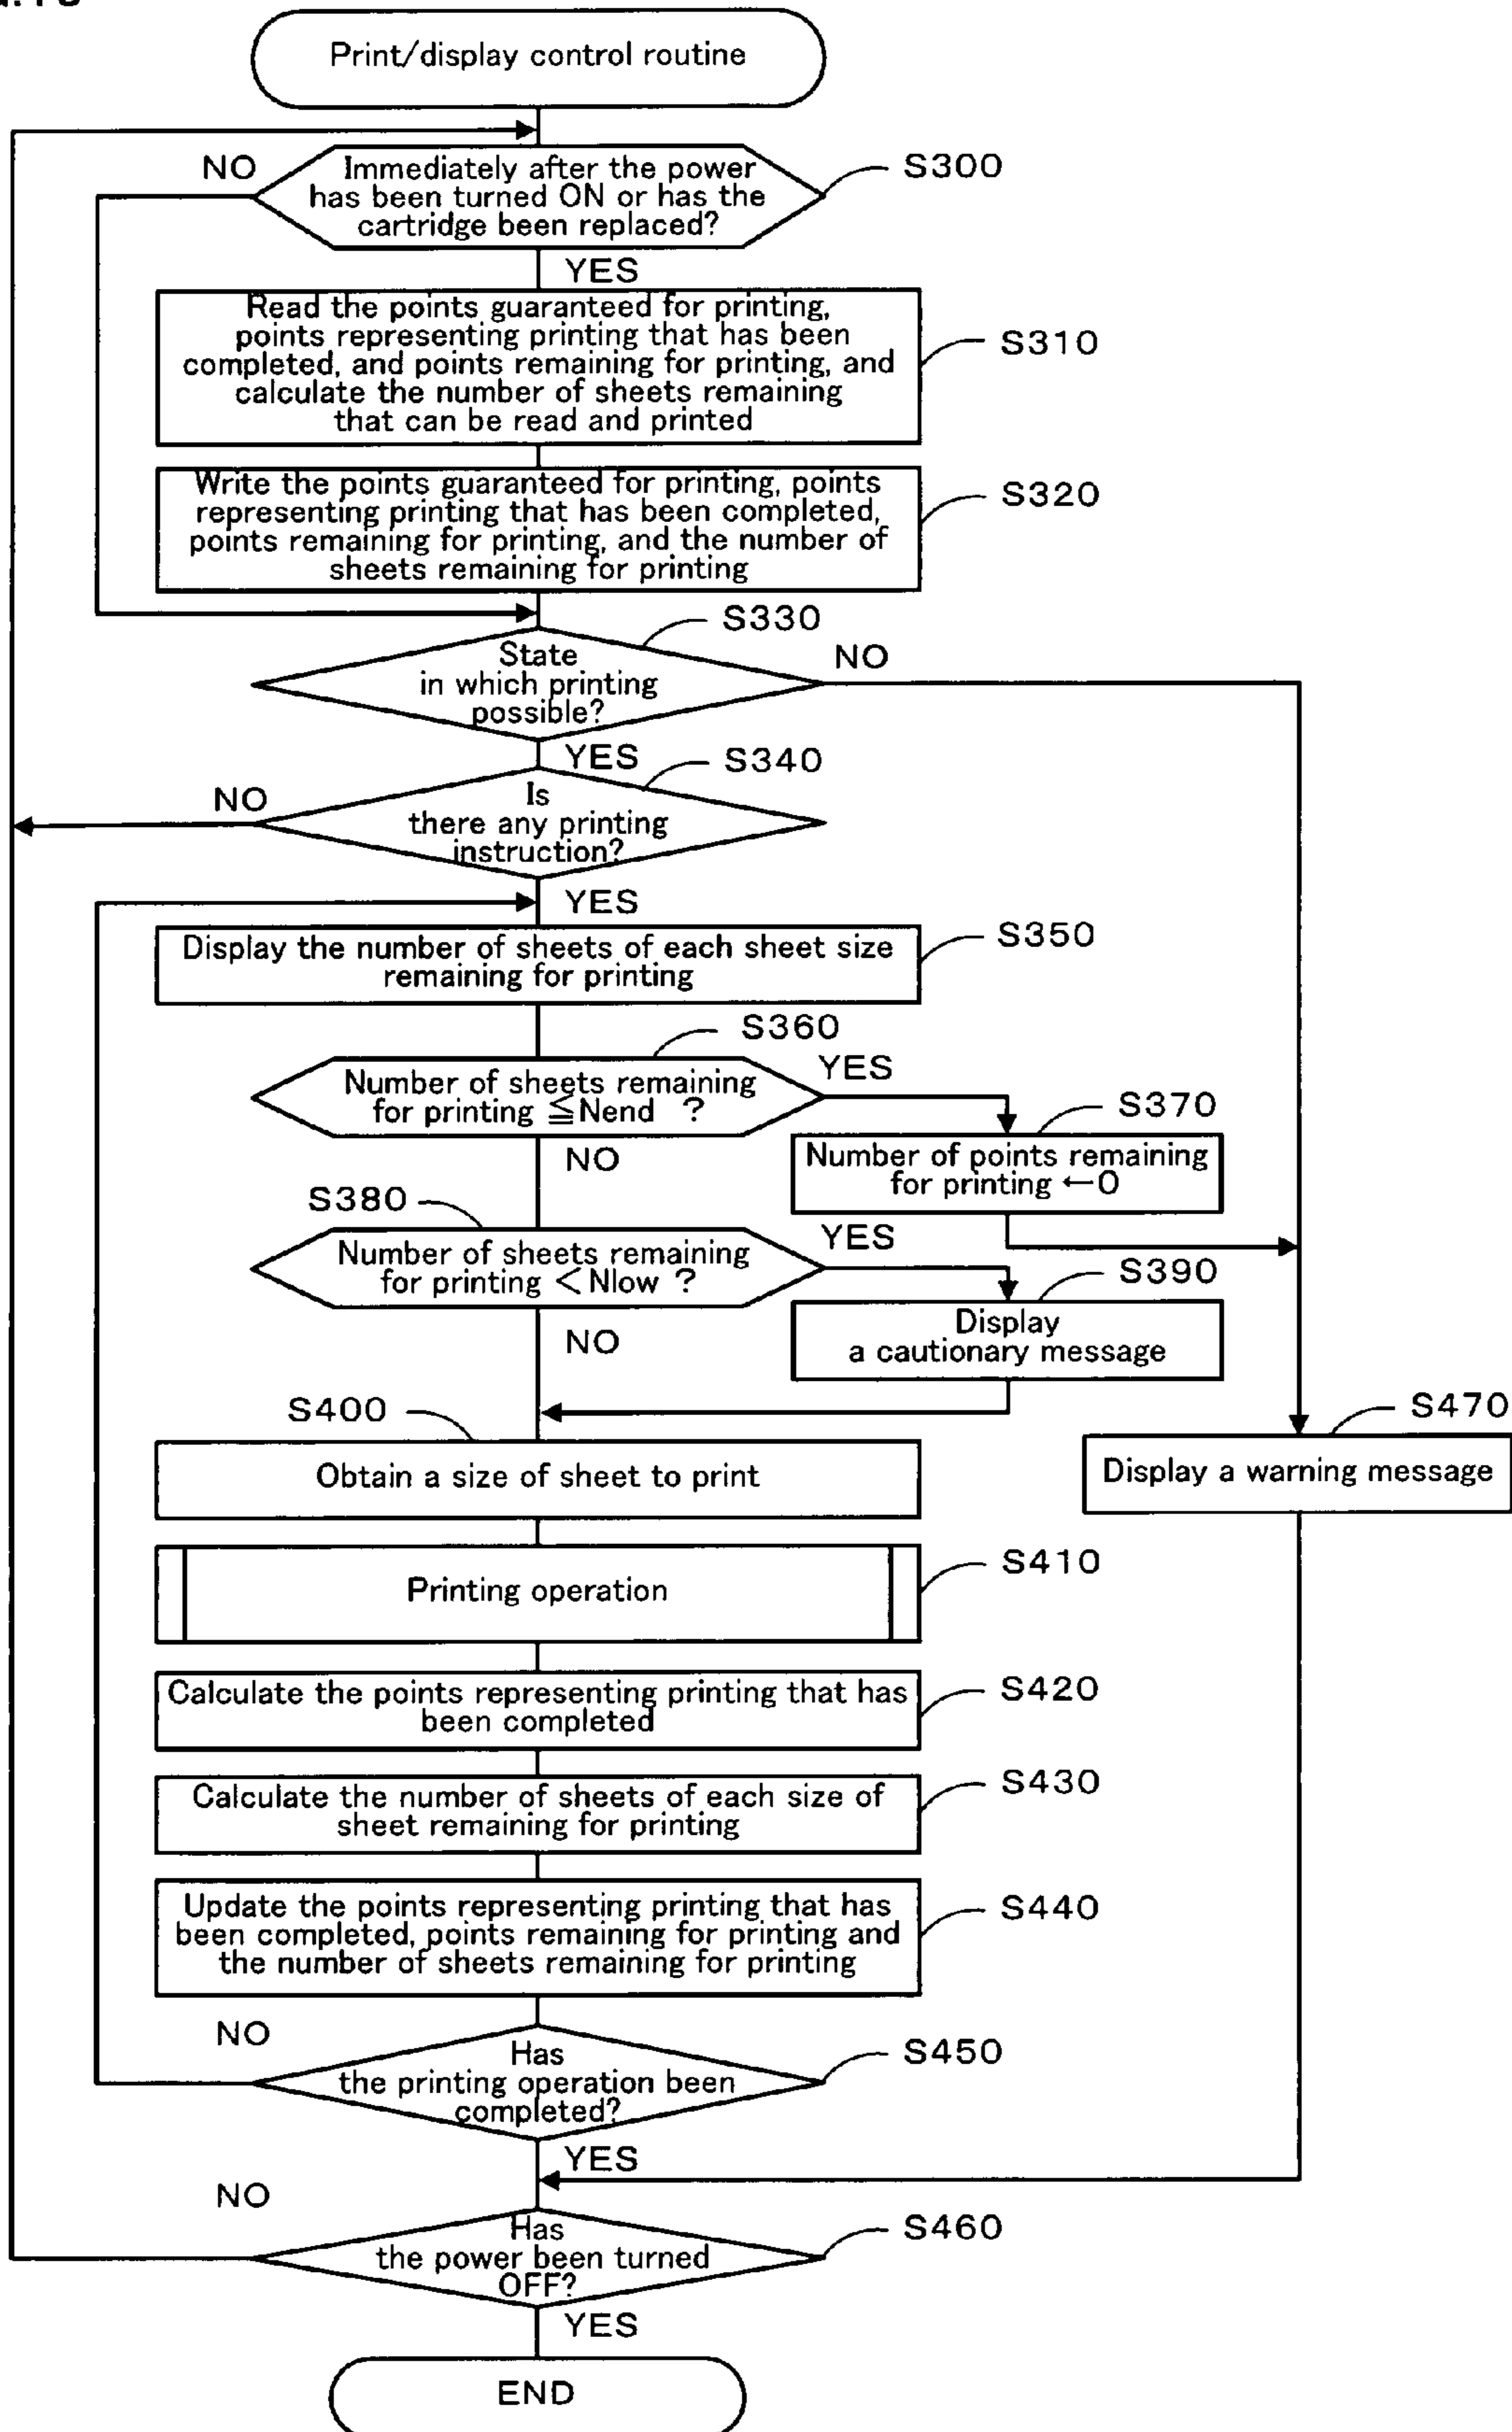 Print/display control routine
NO
Immediately after the power
has been turned ON or has the
cartridge been replaced?
S300
YES
Read the points guaranteed for printing,
points representing printing that has been
completed, and points remaining for printing, and
calculate the number of sheets remaining
that can be read and printed
S310
Write the points guaranteed for printing, points
representing printing that has been completed,
points remaining for printing, and the number of
sheets remaining for printing
S320
S330
State
in which printing
possible?
NO
YES
S340
NO
Is
there any printing
instruction?
YES
Display the number of sheets of each sheet size
remaining for printing
S350
S360
Number of sheets remaining
for printing ≦Nend ?
YES
S370
Number of points remaining
for printing ←0
NO
S380
Number of sheets remaining
for printing <Nlow ?
YES
S390
Display
a cautionary message
NO
S400
Obtain a size of sheet to print
S470
Display a warning message
Printing operation
S410
Calculate the points representing printing that has
been completed
S420
Calculate the number of sheets of each size of
sheet remaining for printing
S430
Update the points representing printing that has
been completed, points remaining for printing and
the number of sheets remaining for printing
S440
NO
Has
the printing operation been
completed?
S450
YES
NO
Has
the power been turned
OFF?
S460
YES
END